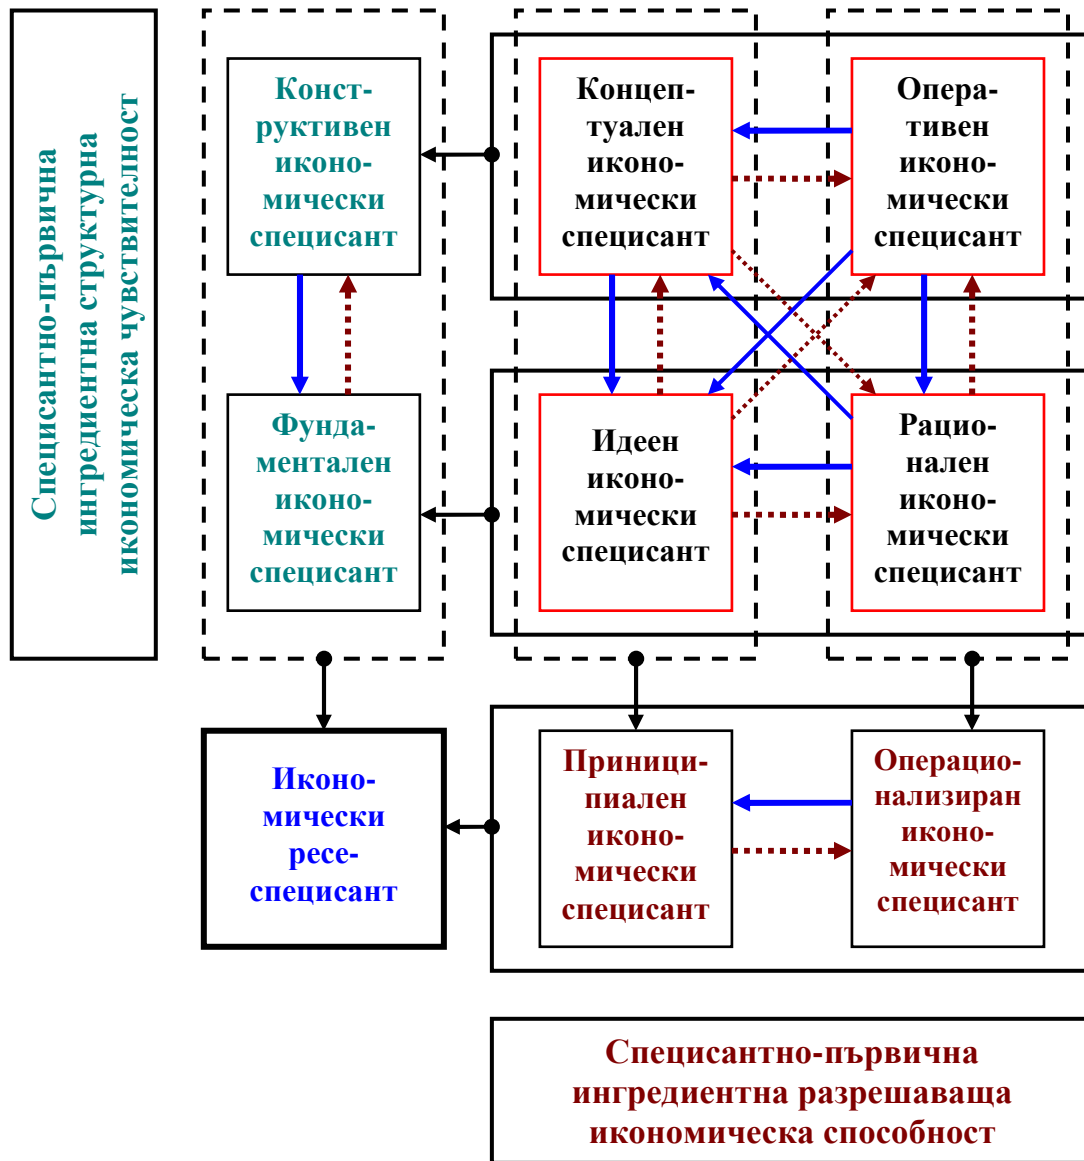 Специсантно-първична
ингредиентна структурна
икономическа чувствителност
Конст-
руктивен
иконо-
мически
специсант
Концеп-
туален
иконо-
мически
специсант
Опера-
тивен
иконо-
мически
специсант
Фунда-
ментален
иконо-
мически
специсант
Идеен
иконо-
мически
специсант
Рацио-
нален
иконо-
мически
специсант
Иконо-
мически
ресе-
специсант
Приници-
пиален
иконо-
мически
специсант
Операцио-
нализиран
иконо-
мически
специсант
Специсантно-първична
ингредиентна разрешаваща
икономическа способност